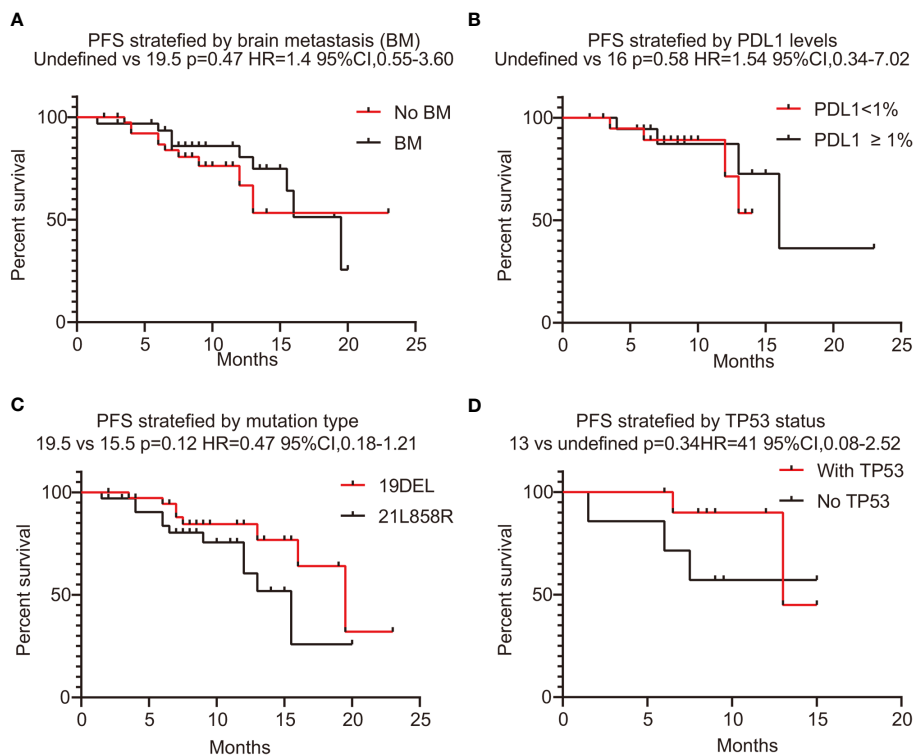 A
PFS stratefied by brain metastasis (BM)
Undefined vs 19.5 p=0.47 HR=1.4 95%CI,0.55-3.60
No BM
BM
Percent survival
100
50
0
0 5 10 15 20 25
Months
B
PFS stratefied by PDL1 levels
Undefined vs 16 p=0.58 HR=1.54 95%CI,0.34-7.02
PDL1<1%
PDL1 ≥ 1%
Percent survival
100
50
0
0 5 10 15 20 25
Months
C
PFS stratefied by mutation type
19.5 vs 15.5 p=0.12 HR=0.47 95%CI,0.18-1.21
19DEL
21L858R
Percent survival
100
50
0
0 5 10 15 20 25
Months
D
PFS stratefied by TP53 status
13 vs undefined p=0.34HR=41 95%CI,0.08-2.52
With TP53
No TP53
Percent survival
100
50
0
0 5 10 15 20
Months